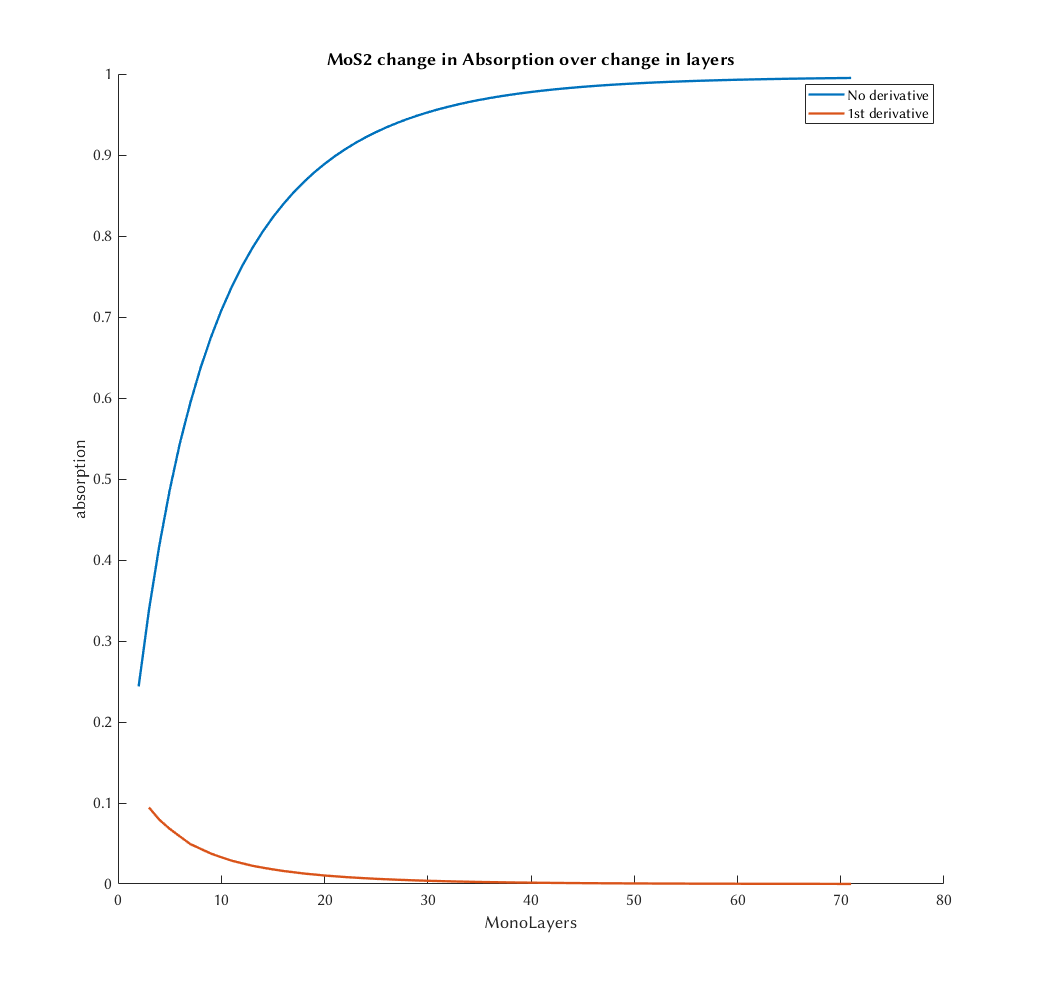 MoS2 change in Absorption over change in layers
No derivative
1st derivative
absorption
1
0.9
0.8
0.7
0.6
0.5
0.4
0.3
0.2
0.1
0
0 10 20 30 40 50 60 70 80
MonoLayers